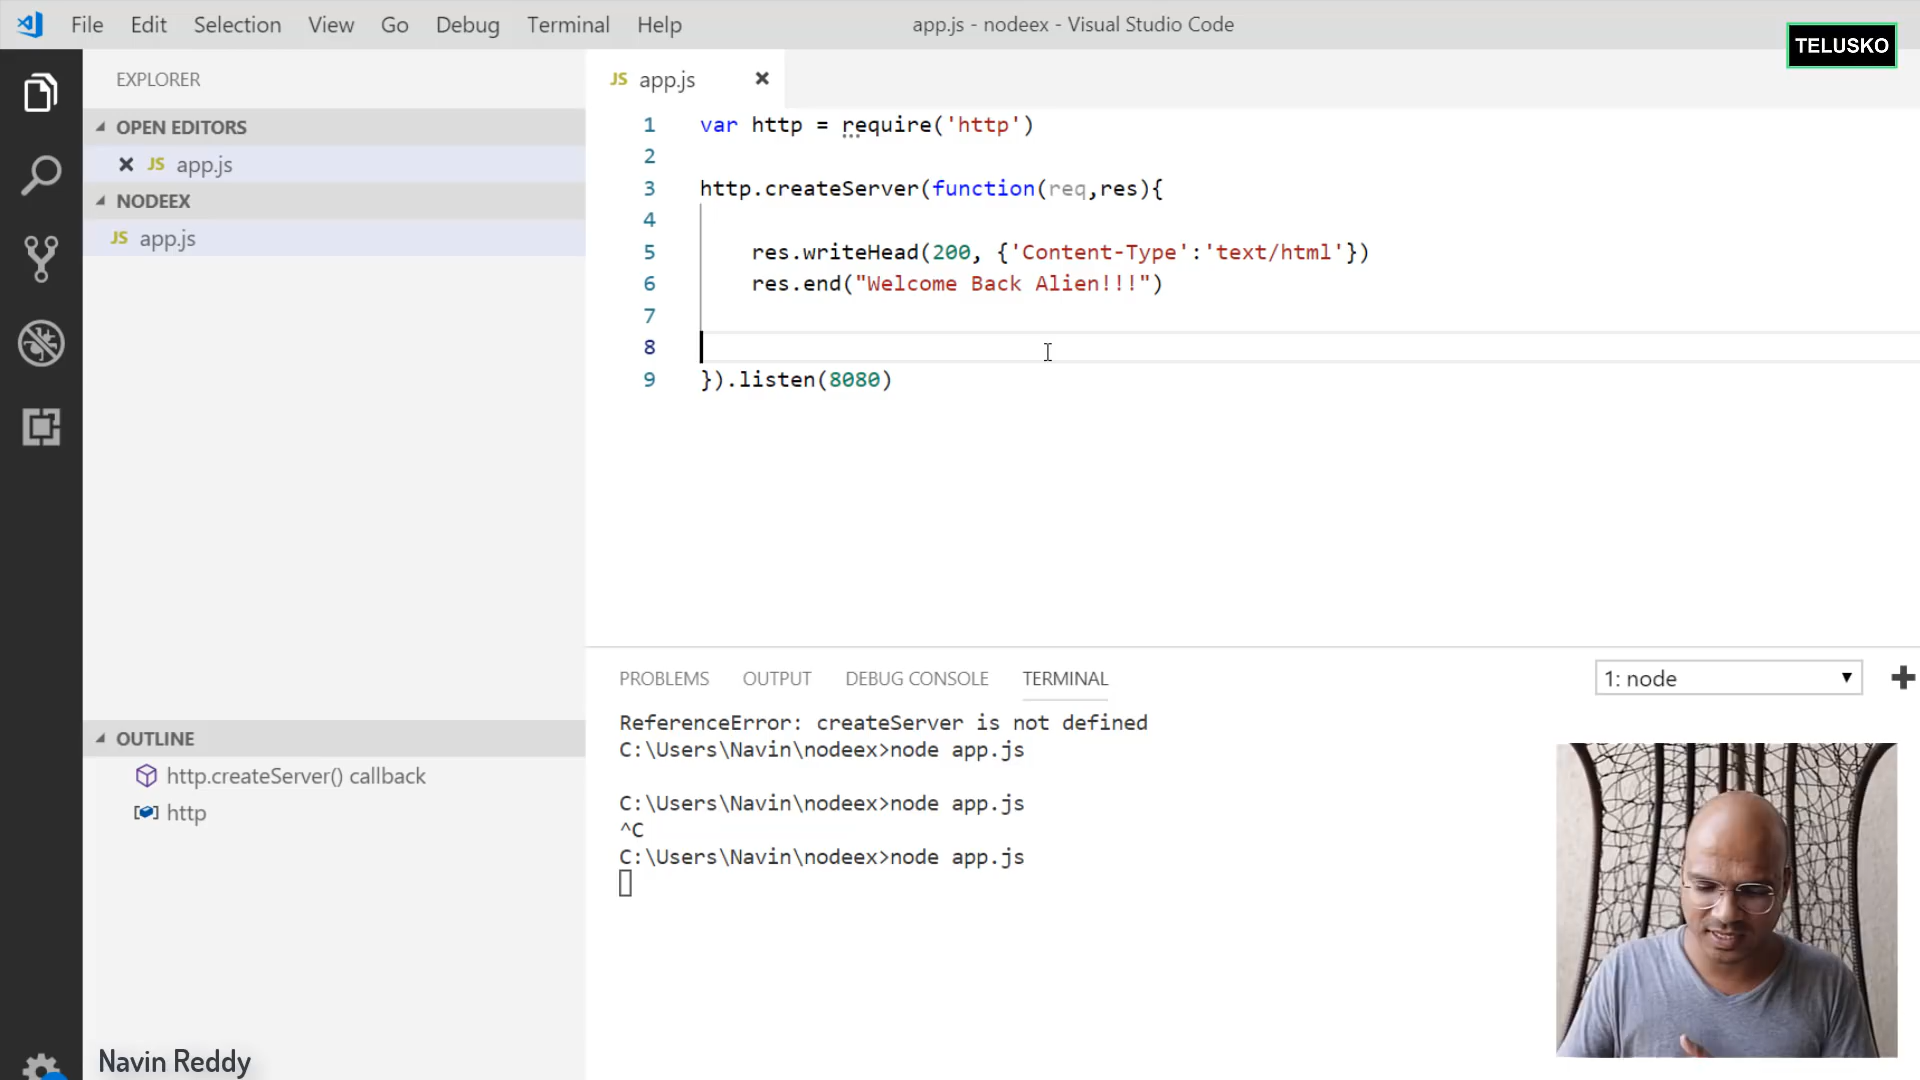 File Edit Selection View Go Debug Terminal Help
app.js - nodeex - Visual Studio Code
TELUSKO
EXPLORER
OPEN EDITORS
JS app.js
NODEEX
JS app.js
OUTLINE
http.createServer() callback
http
Navin Reddy
JS app.js
1 var http = require('http')
2
3 http.createServer(function(req,res){
4
5 res.writeHead(200, {'Content-Type':'text/html'})
6 res.end("Welcome Back Alien!!!")
7
8
9 }).listen(8080)
PROBLEMS OUTPUT DEBUG CONSOLE TERMINAL
1: node
ReferenceError: createServer is not defined
C:\Users\Navin\nodeex>node app.js
C:\Users\Navin\nodeex>node app.js
^C
C:\Users\Navin\nodeex>node app.js